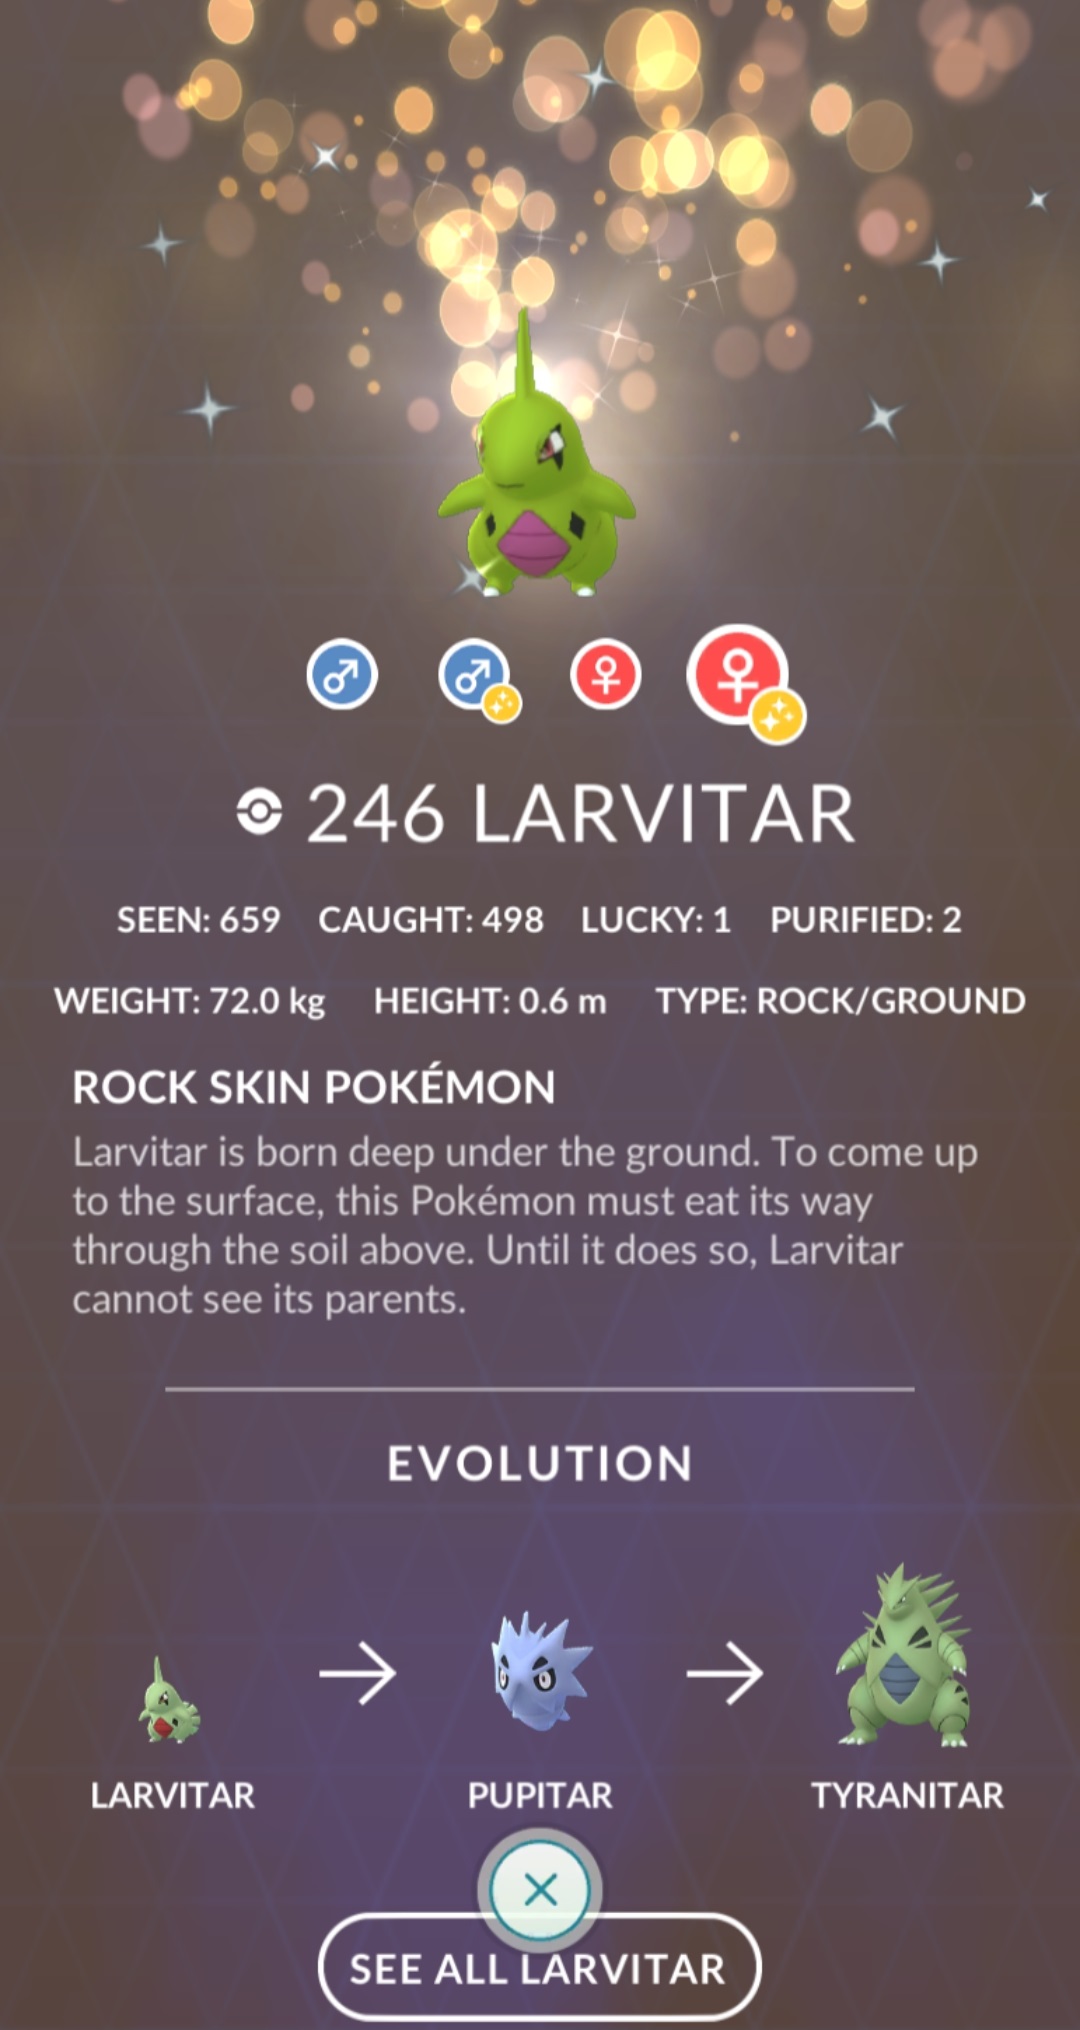 246 LARVITAR
SEEN: 659 CAUGHT: 498 LUCKY: 1 PURIFIED: 2
WEIGHT: 72.0 kg HEIGHT: 0.6 m TYPE: ROCK/GROUND
ROCK SKIN POKÉMON
Larvitar is born deep under the ground. To come up
to the surface, this Pokémon must eat its way
through the soil above. Until it does so, Larvitar
cannot see its parents.
EVOLUTION
LARVITAR PUPITAR TYRANITAR
SEE ALL LARVITAR